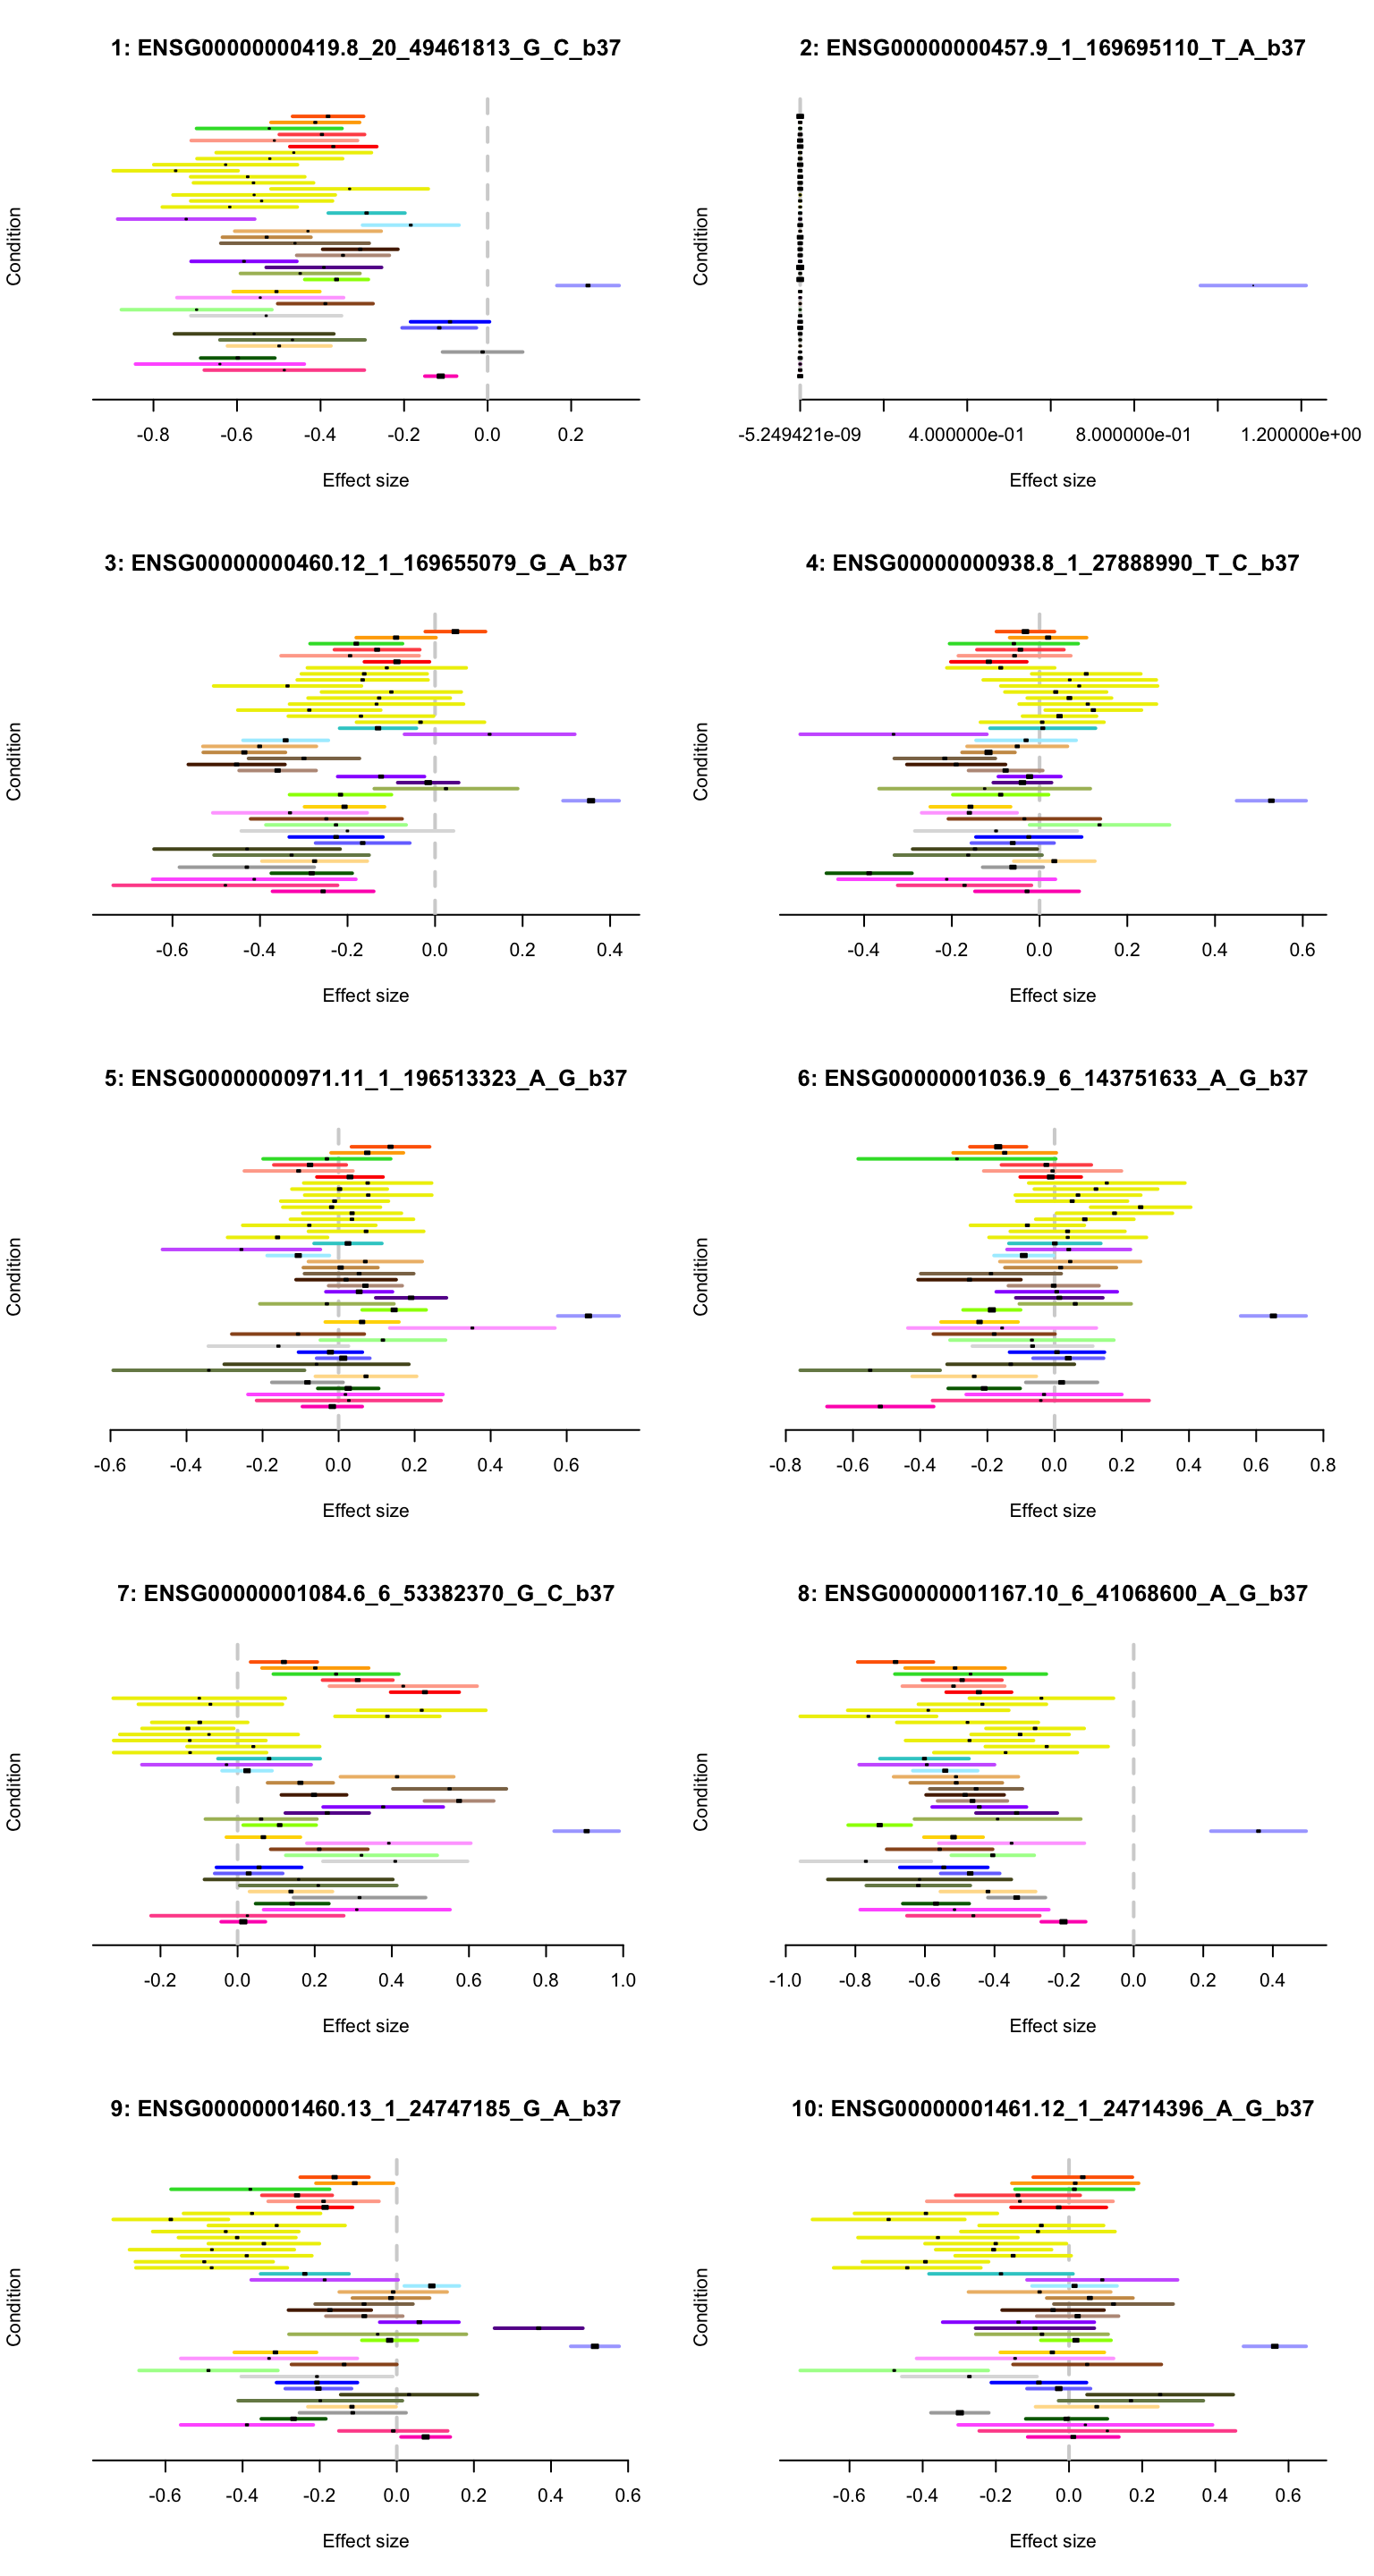 1: ENSG00000000419.8_20_49461813_G_C_b37
Condition
-0.8 -0.6 -0.4 -0.2 0.0 0.2
Effect size
2: ENSG00000000457.9_1_169695110_T_A_b37
Condition
-5.249421e-09 4.000000e-01 8.000000e-01 1.200000e+00
Effect size
3: ENSG00000000460.12_1_169655079_G_A_b37
Condition
-0.6 -0.4 -0.2 0.0 0.2 0.4
Effect size
4: ENSG00000000938.8_1_27888990_T_C_b37
Condition
-0.4 -0.2 0.0 0.2 0.4 0.6
Effect size
5: ENSG00000000971.11_1_196513323_A_G_b37
Condition
-0.6 -0.4 -0.2 0.0 0.2 0.4 0.6
Effect size
6: ENSG00000001036.9_6_143751633_A_G_b37
Condition
-0.8 -0.6 -0.4 -0.2 0.0 0.2 0.4 0.6 0.8
Effect size
7: ENSG00000001084.6_6_53382370_G_C_b37
Condition
-0.2 0.0 0.2 0.4 0.6 0.8 1.0
Effect size
8: ENSG00000001167.10_6_41068600_A_G_b37
Condition
-1.0 -0.8 -0.6 -0.4 -0.2 0.0 0.2 0.4
Effect size
9: ENSG00000001460.13_1_24747185_G_A_b37
Condition
-0.6 -0.4 -0.2 0.0 0.2 0.4 0.6
Effect size
10: ENSG00000001461.12_1_24714396_A_G_b37
Condition
-0.6 -0.4 -0.2 0.0 0.2 0.4 0.6
Effect size